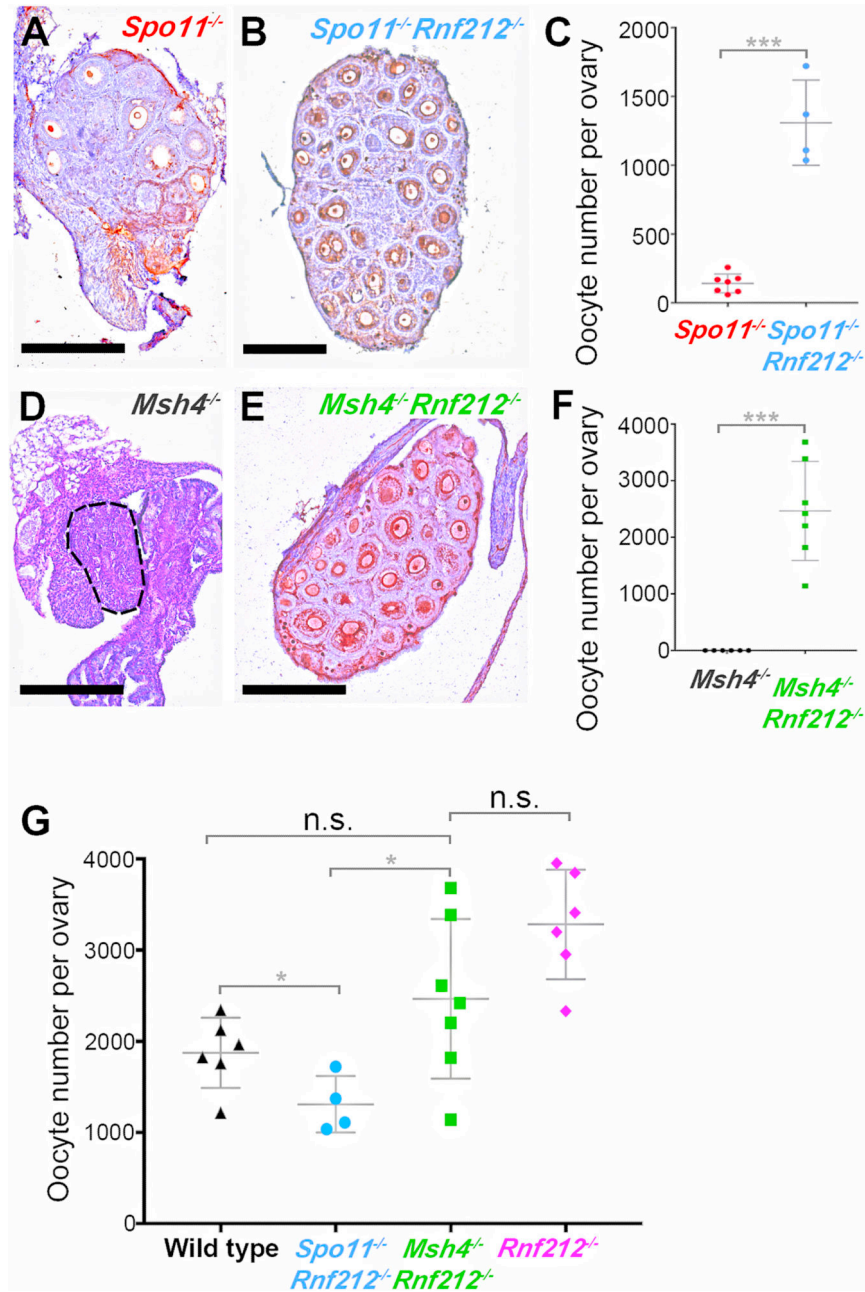 A
Spo11-/-
B
Spo11-/-Rnf212-/-
C
Oocyte number per ovary
2000
1500
1000
500
0
***
Spo11-/-
Spo11-/-
Rnf212-/-
D
Msh4-/-
E
Msh4-/-Rnf212-/-
F
Oocyte number per ovary
4000
3000
2000
1000
0
***
Msh4-/-
Msh4-/-
Rnf212-/-
G
Oocyte number per ovary
4000
3000
2000
1000
0
n.s.
n.s.
*
*
Wild type
Spo11-/-
Rnf212-/-
Msh4-/-
Rnf212-/-
Rnf212-/-